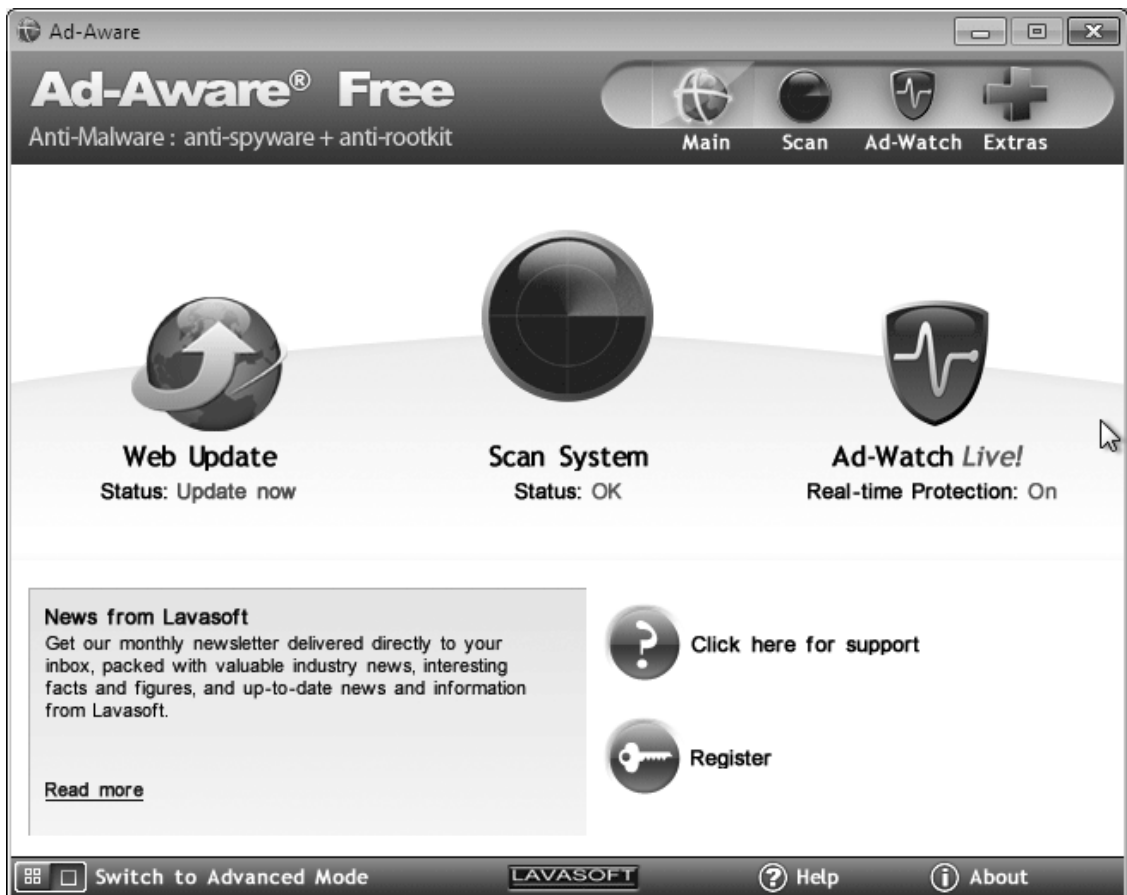 Ad-Aware
Ad-Aware® Free
Anti-Malware : anti-spyware + anti-rootkit
Main
Scan
Ad-Watch
Extras
Web Update
Status: Update now
Scan System
Status: OK
Ad-Watch Live!
Real-time Protection: On
News from Lavasoft
Get our monthly newsletter delivered directly to your
inbox, packed with valuable industry news, interesting
facts and figures, and up-to-date news and information
from Lavasoft.
Read more
Click here for support
Register
Switch to Advanced Mode
LAVASOFT
Help
About